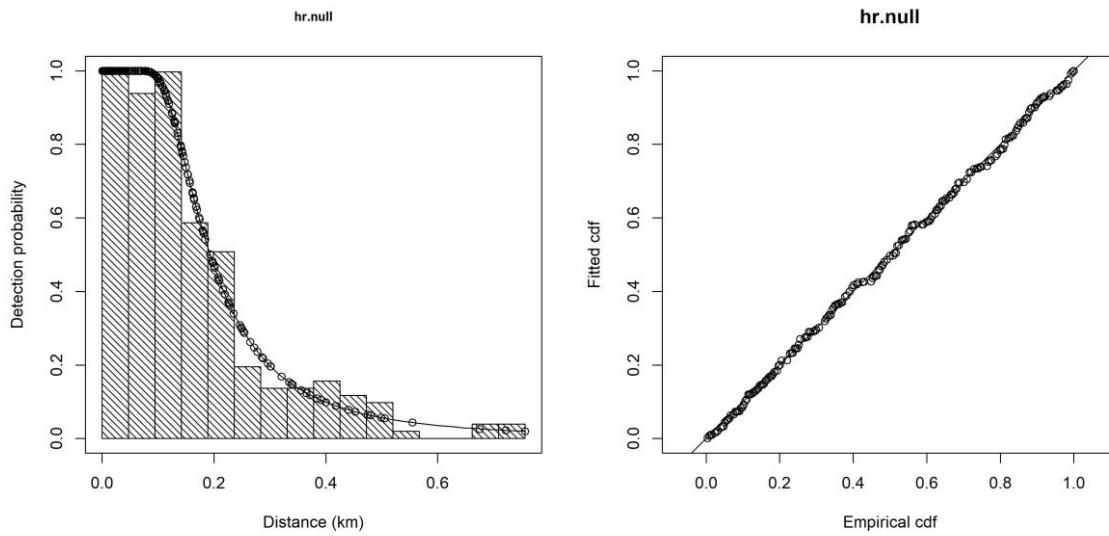 hr.null
Detection probability
1.0
0.8
0.6
0.4
0.2
0.0
0.0 0.2 0.4 0.6
Distance (km)
hr.null
Fitted cdf
1.0
0.8
0.6
0.4
0.2
0.0
0.0 0.2 0.4 0.6 0.8 1.0
Empirical cdf